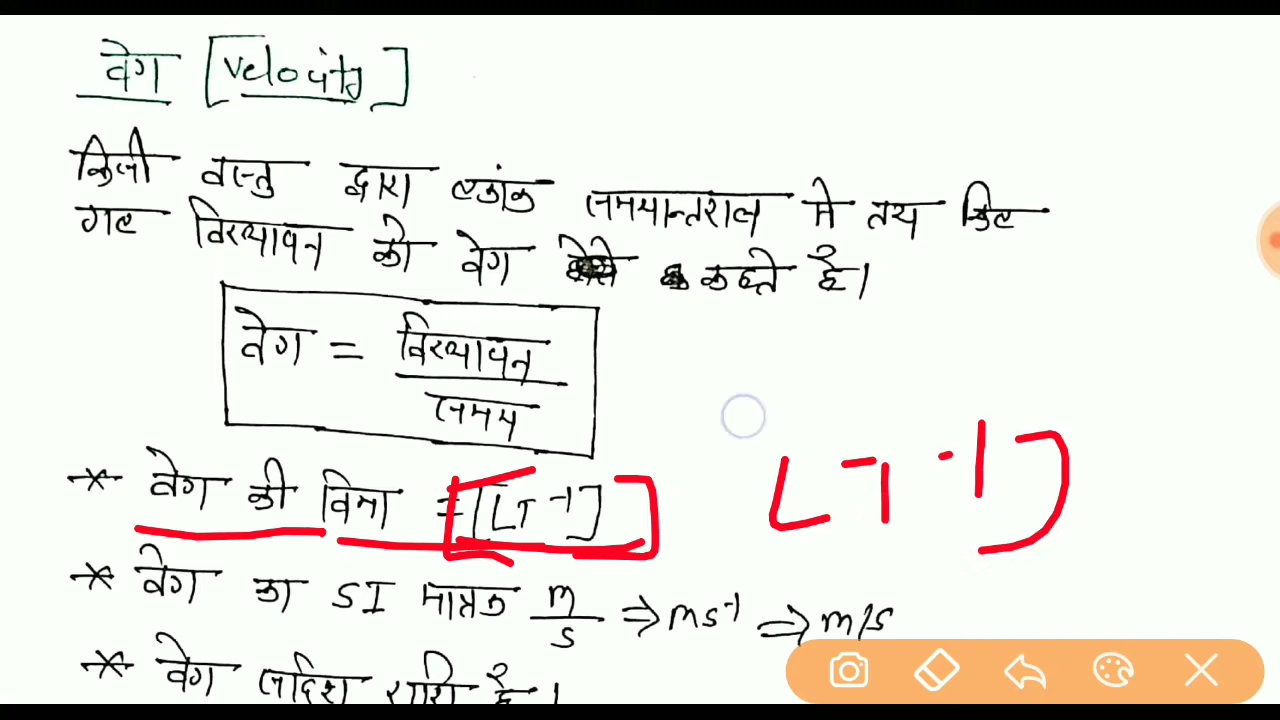 वेग [velocity]
किसी वस्तु द्वारा एकांक समयान्तराल मे तय किए
गए विस्थापन को वेग कहते है।
वेग = विस्थापन / समय
* वेग की विमा = [LT⁻¹]
LT⁻¹]
* वेग का SI मात्रक m/s ⇒ ms⁻¹ ⇒ m/s
* वेग सदिश राशि है।